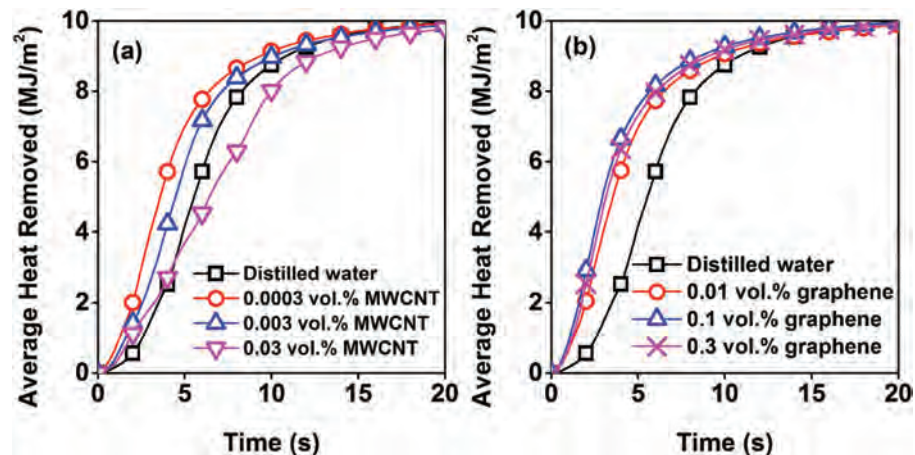 (a)
Average Heat Removed (MJ/m²)
10
8
6
4
2
0
Distilled water
0.0003 vol.% MWCNT
0.003 vol.% MWCNT
0.03 vol.% MWCNT
0 5 10 15 20
Time (s)
(b)
Average Heat Removed (MJ/m²)
10
8
6
4
2
0
Distilled water
0.01 vol.% graphene
0.1 vol.% graphene
0.3 vol.% graphene
0 5 10 15 20
Time (s)